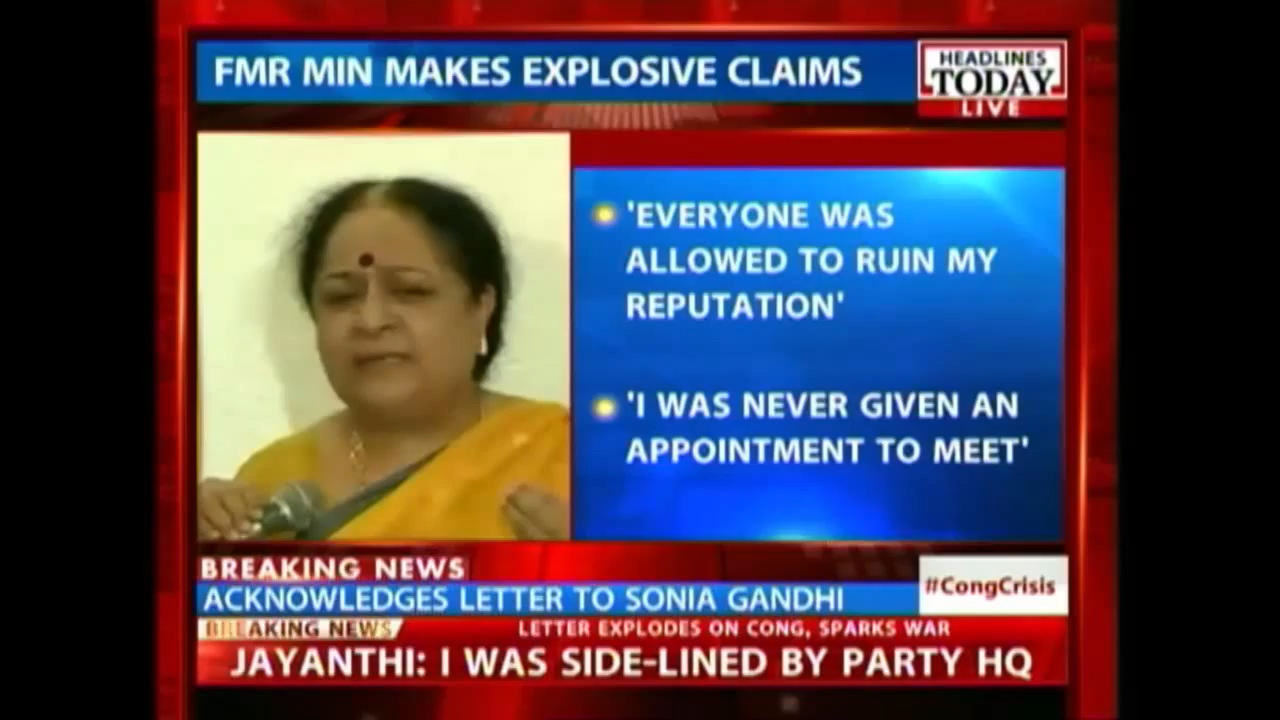 FMR MIN MAKES EXPLOSIVE CLAIMS
HEADLINES
TODAY
LIVE
'EVERYONE WAS
ALLOWED TO RUIN MY
REPUTATION'
'I WAS NEVER GIVEN AN
APPOINTMENT TO MEET'
BREAKING NEWS
ACKNOWLEDGES LETTER TO SONIA GANDHI
#CongCrisis
BREAKING NEWS
LETTER EXPLODES ON CONG, SPARKS WAR
JAYANTHI: I WAS SIDE-LINED BY PARTY HQ